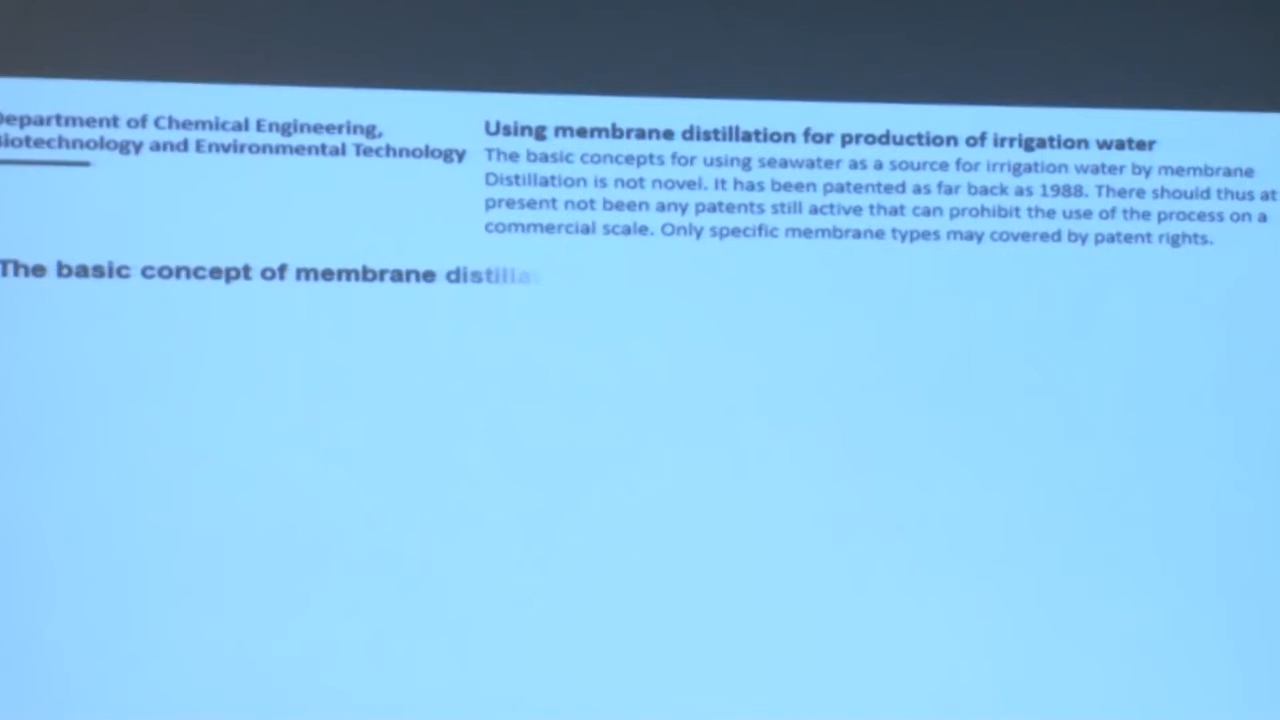 Department of Chemical Engineering,
Biotechnology and Environmental Technology
Using membrane distillation for production of irrigation water
The basic concepts for using seawater as a source for irrigation water by membrane
Distillation is not novel. It has been patented as far back as 1988. There should thus at
present not been any patents still active that can prohibit the use of the process on a
commercial scale. Only specific membrane types may covered by patent rights.
The basic concept of membrane distilla